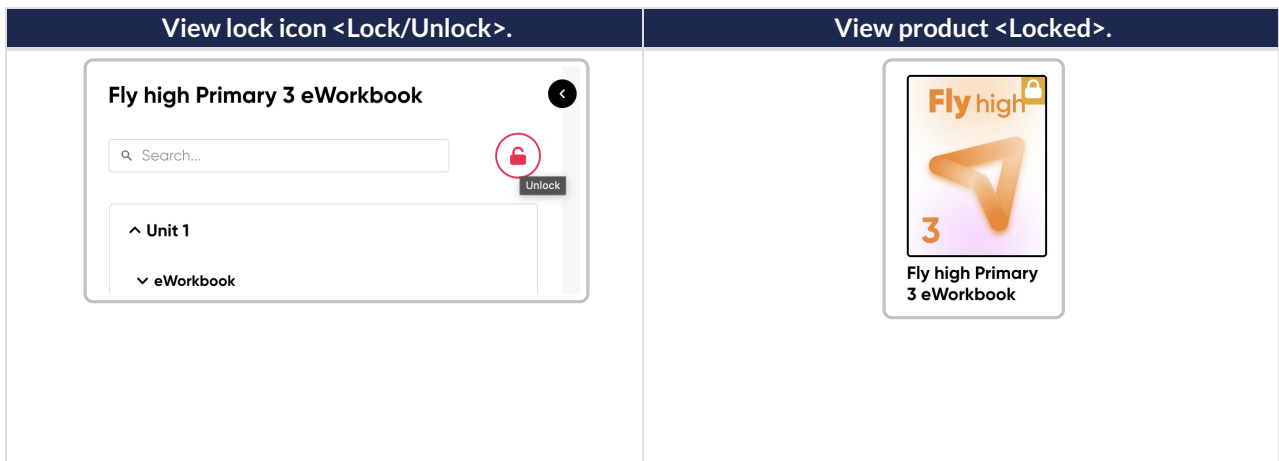 View lock icon <Lock/Unlock>.
View product <Locked>.
Fly high Primary 3 eWorkbook
Search...
Unlock
Unit 1
eWorkbook
Fly high
3
Fly high Primary
3 eWorkbook